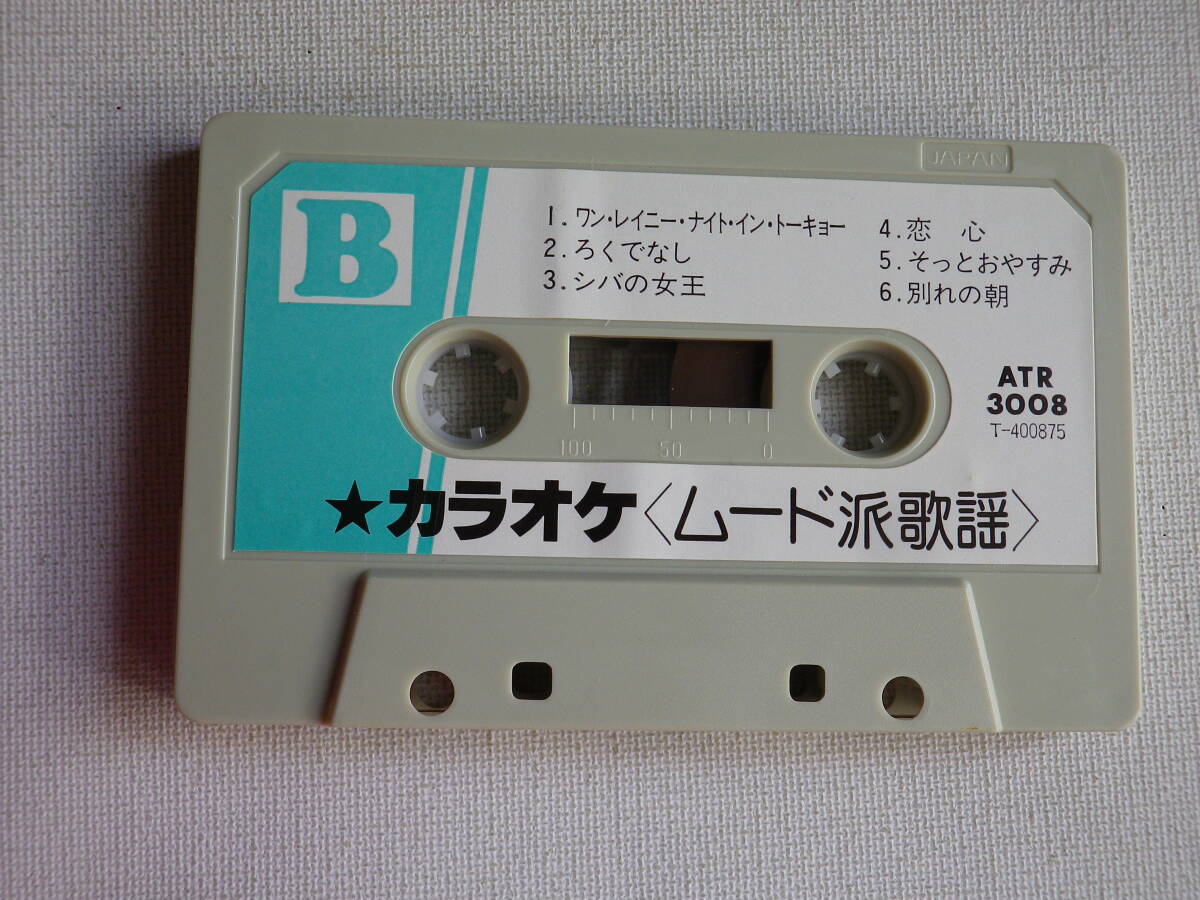 JAPAN
B
1. ワン・レイニー・ナイト・イン・トーキョー
2. ろくでなし
3. シバの女王
4. 恋　心
5. そっとおやすみ
6. 別れの朝
ATR
3008
T-400875
100 50 0
★カラオケ〈ムード派歌謡〉